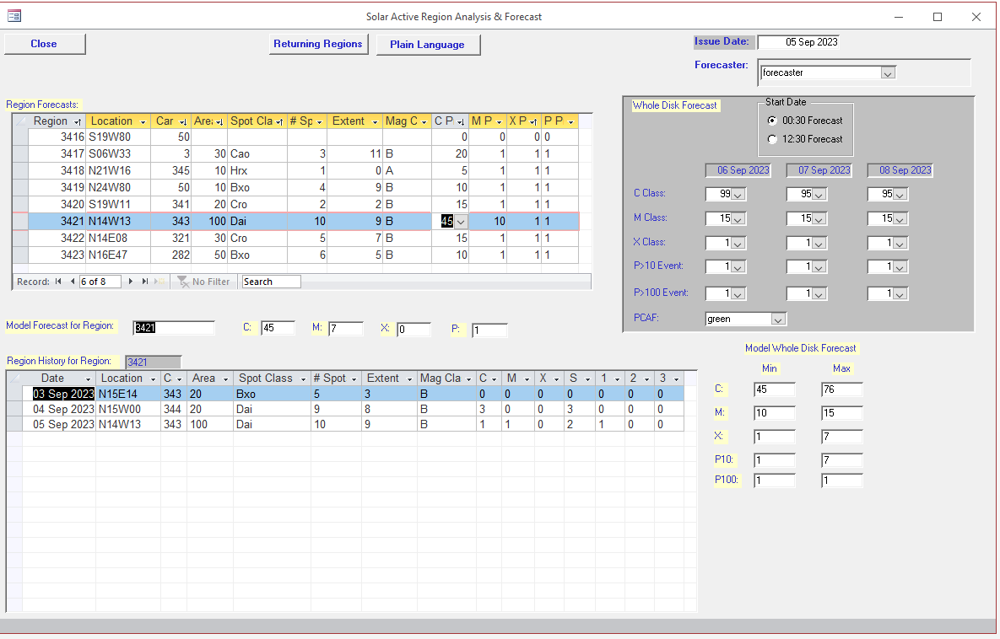 Solar Active Region Analysis & Forecast
Close
Returning Regions
Plain Language
Issue Date: 05 Sep 2023
Forecaster: forecaster
Region Forecasts:
Region Location Car Area Spot Cla # Sp Extent Mag C C P M P X P P P
3416 S19W80 50 0 0 0 0
3417 S06W33 3 30 Cao 3 11 B 20 1 1 1
3418 N21W16 345 10 Hrx 1 0 A 5 1 1 1
3419 N24W80 50 10 Bxo 4 9 B 10 1 1 1
3420 S19W11 341 20 Cro 2 2 B 15 1 1 1
3421 N14W13 343 100 Dai 10 9 B 45 10 1 1
3422 N14E08 321 30 Cro 5 7 B 15 1 1 1
3423 N16E47 282 50 Bxo 6 5 B 10 1 1 1
Record: 6 of 8 No Filter Search
Whole Disk Forecast
Start Date
00:30 Forecast
12:30 Forecast
06 Sep 2023 07 Sep 2023 08 Sep 2023
C Class: 99 95 95
M Class: 15 15 15
X Class: 1 1 1
P>10 Event: 1 1 1
P>100 Event: 1 1 1
PCAF: green
Model Forecast for Region: 3421 C: 45 M: 7 X: 0 P: 1
Region History for Region: 3421
Date Location C Area Spot Class # Spot Extent Mag Cla C M X S 1 2 3
03 Sep 2023 N15E14 343 20 Bxo 5 3 B 0 0 0 0 0 0 0
04 Sep 2023 N15W00 344 20 Dai 9 8 B 3 0 0 3 0 0 0
05 Sep 2023 N14W13 343 100 Dai 10 9 B 1 1 0 2 1 0 0
Model Whole Disk Forecast
Min Max
C: 45 76
M: 10 15
X: 1 7
P10: 1 7
P100: 1 1